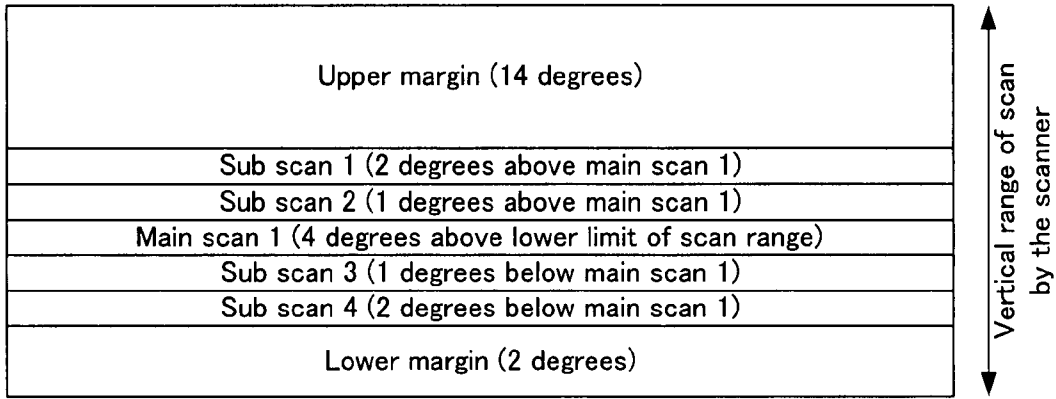 Upper margin (14 degrees)
Sub scan 1 (2 degrees above main scan 1)
Sub scan 2 (1 degrees above main scan 1)
Main scan 1 (4 degrees above lower limit of scan range)
Sub scan 3 (1 degrees below main scan 1)
Sub scan 4 (2 degrees below main scan 1)
Lower margin (2 degrees)
Vertical range of scan
by the scanner